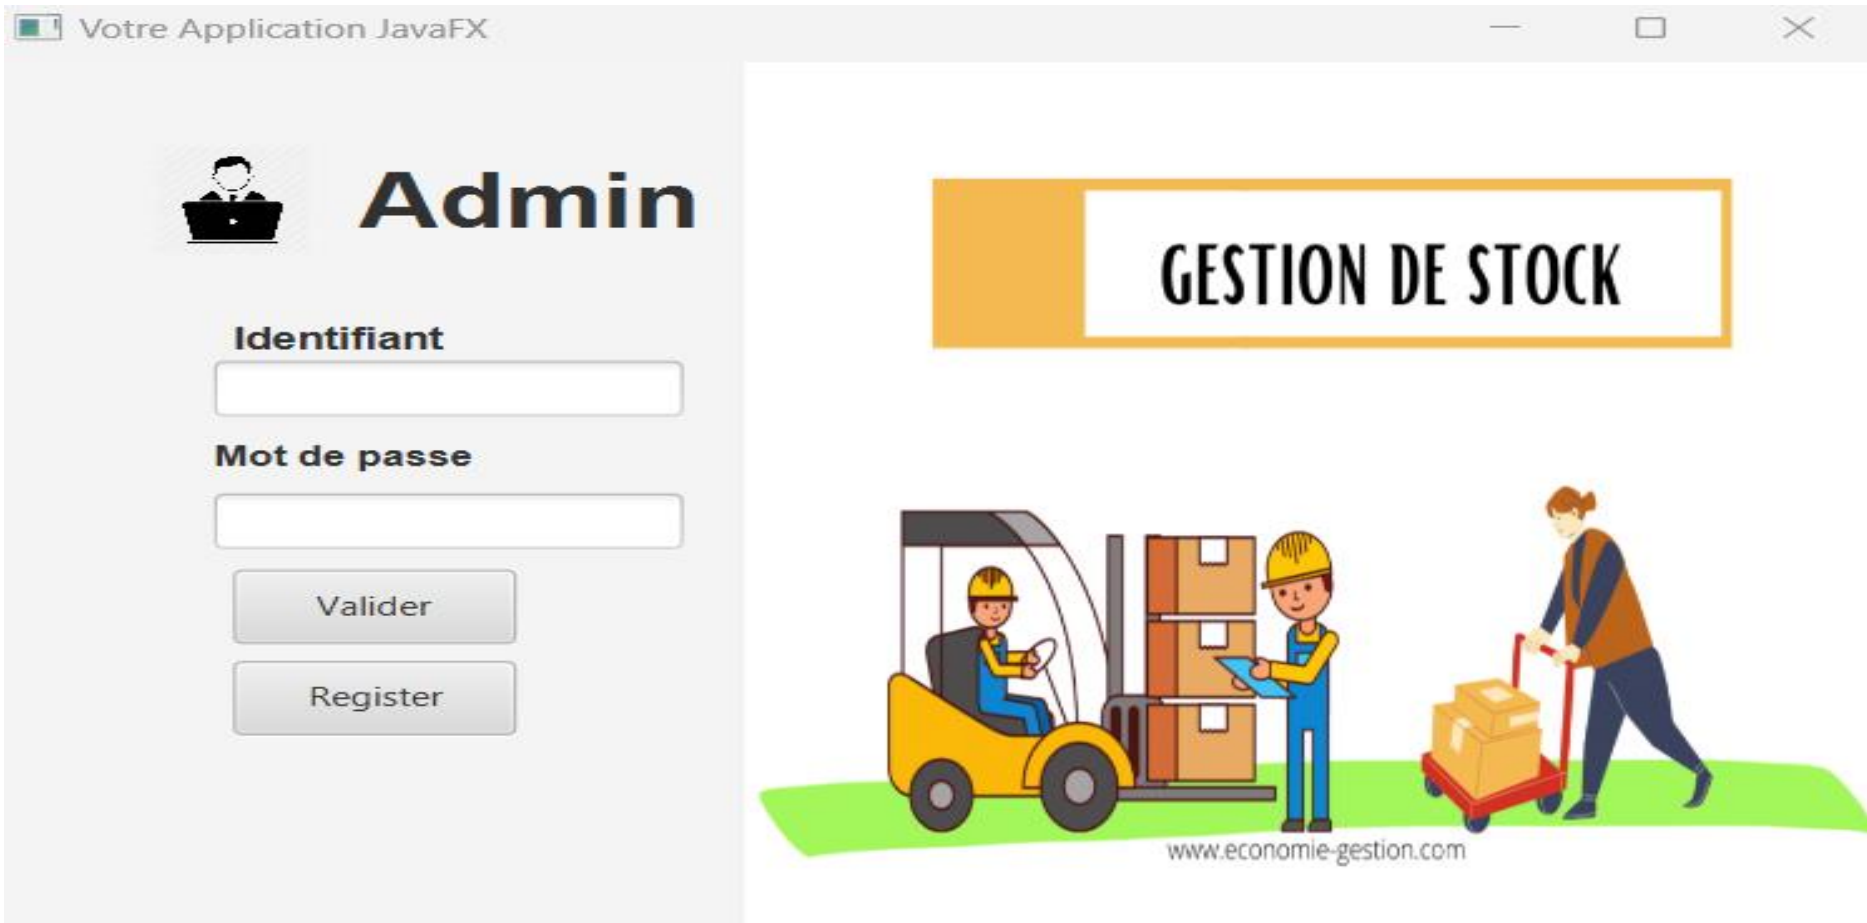 Votre Application JavaFX
Admin
Identifiant
Mot de passe
Valider
Register
GESTION DE STOCK
www.economie-gestion.com